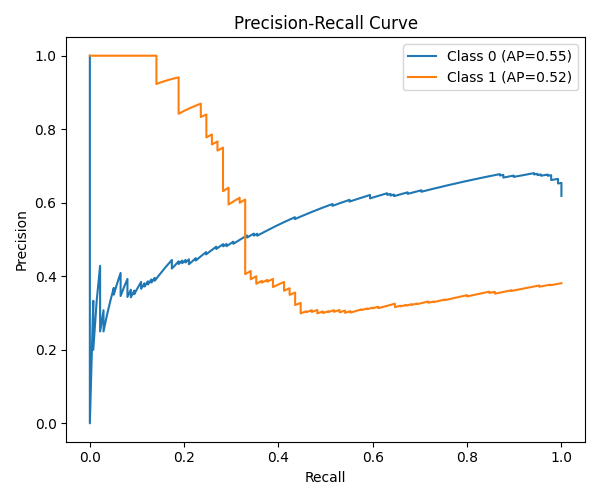 Precision-Recall Curve
Class 0 (AP=0.55)
Class 1 (AP=0.52)
Precision
1.0
0.8
0.6
0.4
0.2
0.0
0.0 0.2 0.4 0.6 0.8 1.0
Recall